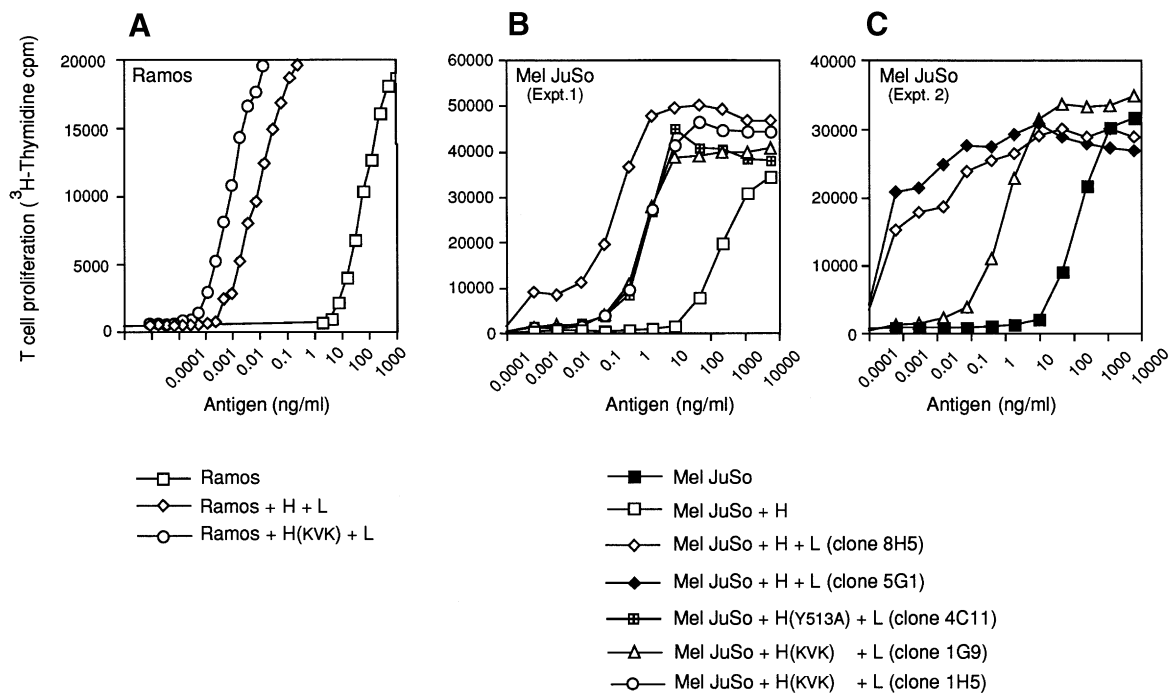 A
B
C
T cell proliferation ( ³H-Thymidine cpm)
20000
15000
10000
5000
0
Ramos
0.0001
0.001
0.01
0.1
1
10
100
1000
Antigen (ng/ml)
60000
50000
40000
30000
20000
10000
0
Mel JuSo
(Expt.1)
0.0001
0.001
0.01
0.1
1
10
100
1000
10000
Antigen (ng/ml)
40000
30000
20000
10000
0
Mel JuSo
(Expt. 2)
0.0001
0.001
0.01
0.1
1
10
100
1000
10000
Antigen (ng/ml)
Ramos
Ramos + H + L
Ramos + H(KVK) + L
Mel JuSo
Mel JuSo + H
Mel JuSo + H + L (clone 8H5)
Mel JuSo + H + L (clone 5G1)
Mel JuSo + H(Y513A) + L (clone 4C11)
Mel JuSo + H(KVK) + L (clone 1G9)
Mel JuSo + H(KVK) + L (clone 1H5)